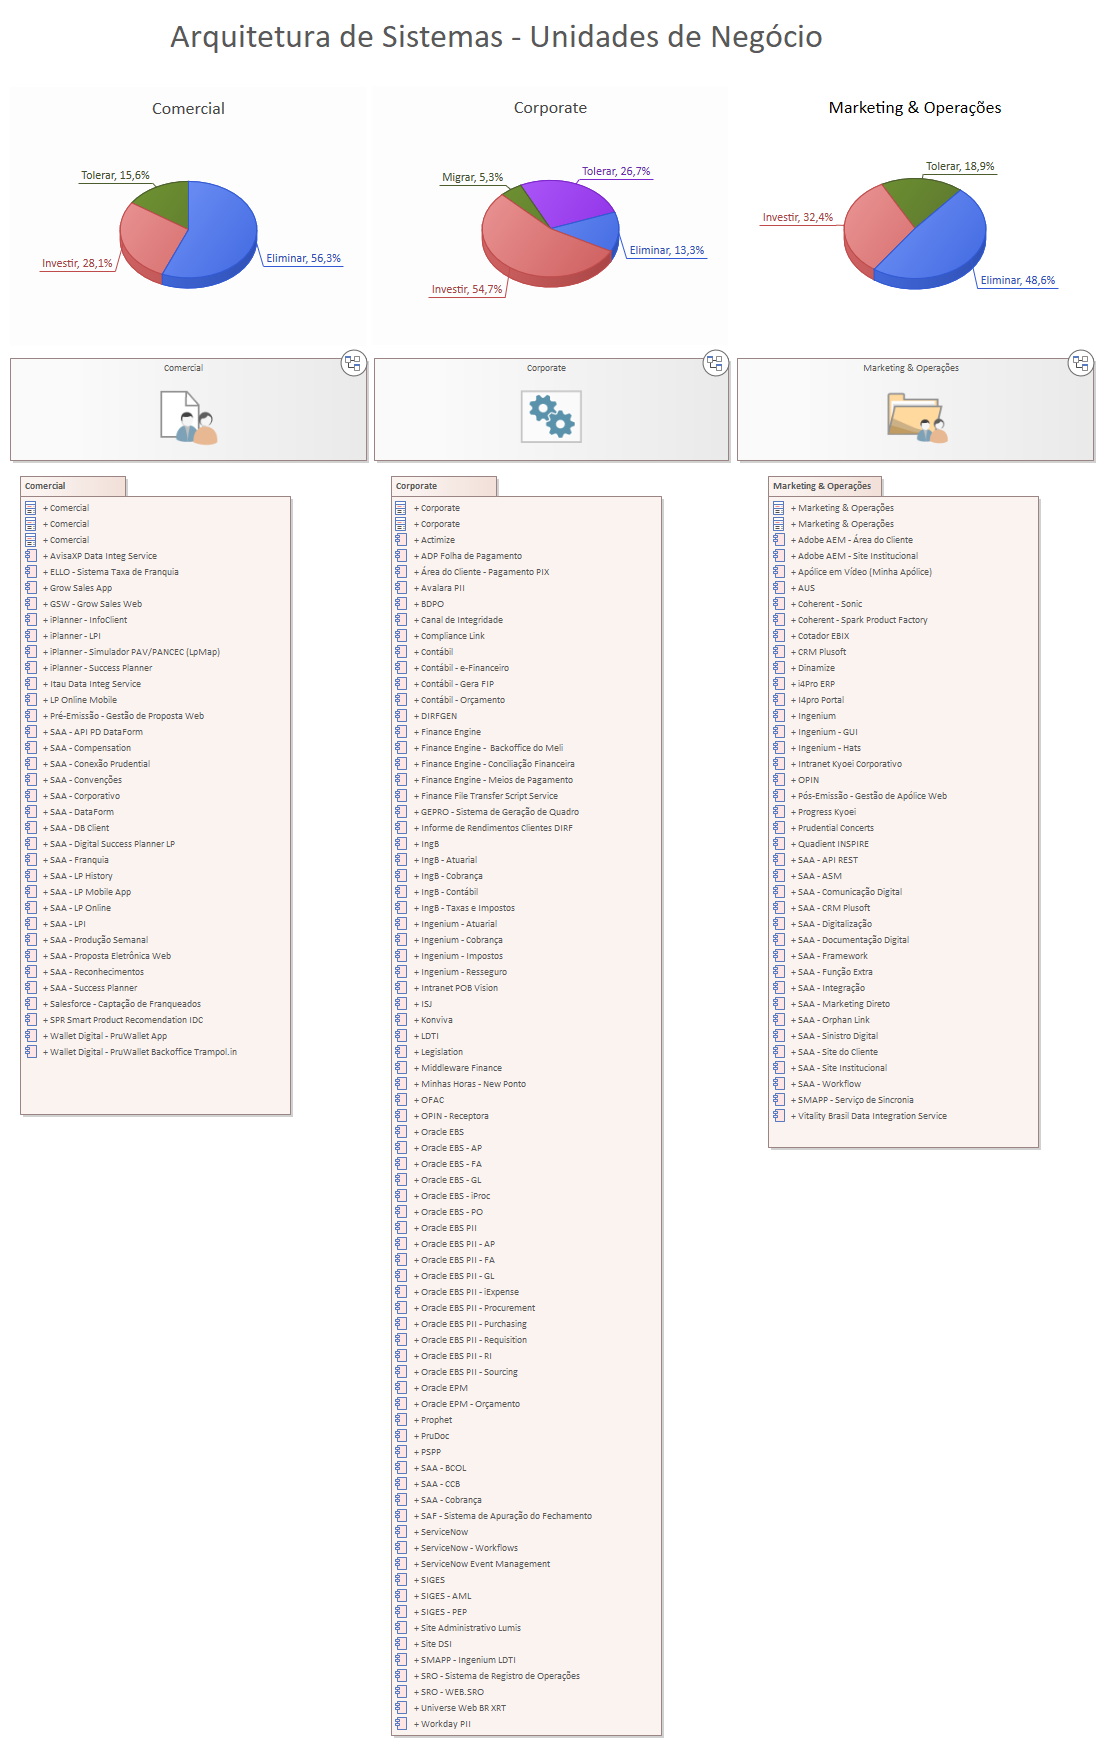 Arquitetura de Sistemas - Unidades de Negócio
Comercial
Tolerar, 15,6%
Investir, 28,1%
Eliminar, 56,3%
Corporate
Migrar, 5,3%
Tolerar, 26,7%
Eliminar, 13,3%
Investir, 54,7%
Marketing & Operações
Tolerar, 18,9%
Investir, 32,4%
Eliminar, 48,6%
Comercial
Corporate
Marketing & Operações
Comercial
+ Comercial
+ Comercial
+ Comercial
+ AvisaXP Data Integ Service
+ ELLO - Sistema Taxa de Franquia
+ Grow Sales App
+ GSW - Grow Sales Web
+ iPlanner - InfoClient
+ iPlanner - LPI
+ iPlanner - Simulador PAV/PANCEC (LpMap)
+ iPlanner - Success Planner
+ Itau Data Integ Service
+ LP Online Mobile
+ Pré-Emissão - Gestão de Proposta Web
+ SAA - API PD DataForm
+ SAA - Compensation
+ SAA - Conexão Prudential
+ SAA - Convenções
+ SAA - Corporativo
+ SAA - DataForm
+ SAA - DB Client
+ SAA - Digital Success Planner LP
+ SAA - Franquia
+ SAA - LP History
+ SAA - LP Mobile App
+ SAA - LP Online
+ SAA - LPI
+ SAA - Produção Semanal
+ SAA - Proposta Eletrônica Web
+ SAA - Reconhecimentos
+ SAA - Success Planner
+ Salesforce - Captação de Franqueados
+ SPR Smart Product Recomendation IDC
+ Wallet Digital - PruWallet App
+ Wallet Digital - PruWallet Backoffice Trampol.in
Corporate
+ Corporate
+ Corporate
+ Actimize
+ ADP Folha de Pagamento
+ Área do Cliente - Pagamento PIX
+ Avalara PII
+ BDPO
+ Canal de Integridade
+ Compliance Link
+ Contábil
+ Contábil - e-Financeiro
+ Contábil - Gera FIP
+ Contábil - Orçamento
+ DIRFGEN
+ Finance Engine
+ Finance Engine - Backoffice do Meli
+ Finance Engine - Conciliação Financeira
+ Finance Engine - Meios de Pagamento
+ Finance File Transfer Script Service
+ GEPRO - Sistema de Geração de Quadro
+ Informe de Rendimentos Clientes DIRF
+ IngB
+ IngB - Atuarial
+ IngB - Cobrança
+ IngB - Contábil
+ IngB - Taxas e Impostos
+ Ingenium - Atuarial
+ Ingenium - Cobrança
+ Ingenium - Impostos
+ Ingenium - Resseguro
+ Intranet POB Vision
+ ISJ
+ Konviva
+ LDTI
+ Legislation
+ Middleware Finance
+ Minhas Horas - New Ponto
+ OFAC
+ OPIN - Receptora
+ Oracle EBS
+ Oracle EBS - AP
+ Oracle EBS - FA
+ Oracle EBS - GL
+ Oracle EBS - iProc
+ Oracle EBS - PO
+ Oracle EBS PII
+ Oracle EBS PII - AP
+ Oracle EBS PII - FA
+ Oracle EBS PII - GL
+ Oracle EBS PII - iExpense
+ Oracle EBS PII - Procurement
+ Oracle EBS PII - Purchasing
+ Oracle EBS PII - Requisition
+ Oracle EBS PII - RI
+ Oracle EBS PII - Sourcing
+ Oracle EPM
+ Oracle EPM - Orçamento
+ Prophet
+ PruDoc
+ PSPP
+ SAA - BCOL
+ SAA - CCB
+ SAA - Cobrança
+ SAF - Sistema de Apuração do Fechamento
+ ServiceNow
+ ServiceNow - Workflows
+ ServiceNow Event Management
+ SIGES
+ SIGES - AML
+ SIGES - PEP
+ Site Administrativo Lumis
+ Site DSI
+ SMAPP - Ingenium LDTI
+ SRO - Sistema de Registro de Operações
+ SRO - WEB.SRO
+ Universe Web BR XRT
+ Workday PII
Marketing & Operações
+ Marketing & Operações
+ Marketing & Operações
+ Adobe AEM - Área do Cliente
+ Adobe AEM - Site Institucional
+ Apólice em Vídeo (Minha Apólice)
+ AUS
+ Coherent - Sonic
+ Coherent - Spark Product Factory
+ Cotador EBIX
+ CRM Plusoft
+ Dinamize
+ i4Pro ERP
+ I4pro Portal
+ Ingenium
+ Ingenium - GUI
+ Ingenium - Hats
+ Intranet Kyoei Corporativo
+ OPIN
+ Pós-Emissão - Gestão de Apólice Web
+ Progress Kyoei
+ Prudential Concerts
+ Quadient INSPIRE
+ SAA - API REST
+ SAA - ASM
+ SAA - Comunicação Digital
+ SAA - CRM Plusoft
+ SAA - Digitalização
+ SAA - Documentação Digital
+ SAA - Framework
+ SAA - Função Extra
+ SAA - Integração
+ SAA - Marketing Direto
+ SAA - Orphan Link
+ SAA - Sinistro Digital
+ SAA - Site do Cliente
+ SAA - Site Institucional
+ SAA - Workflow
+ SMAPP - Serviço de Sincronia
+ Vitality Brasil Data Integration Service